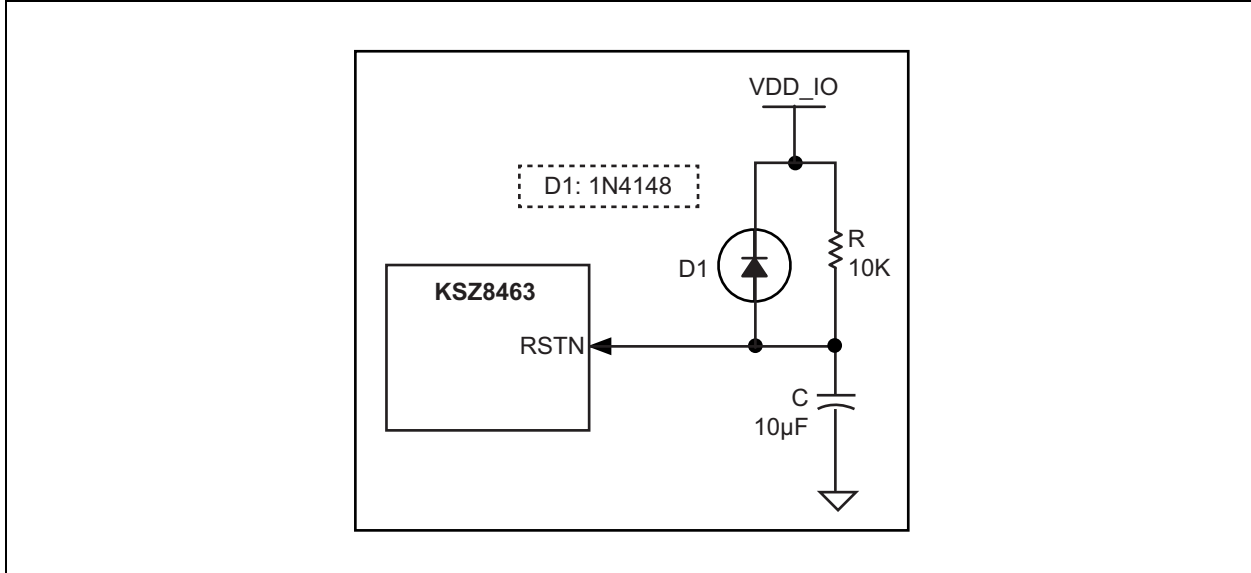 VDD_IO
D1: 1N4148
R
10K
D1
KSZ8463
RSTN
C
10µF